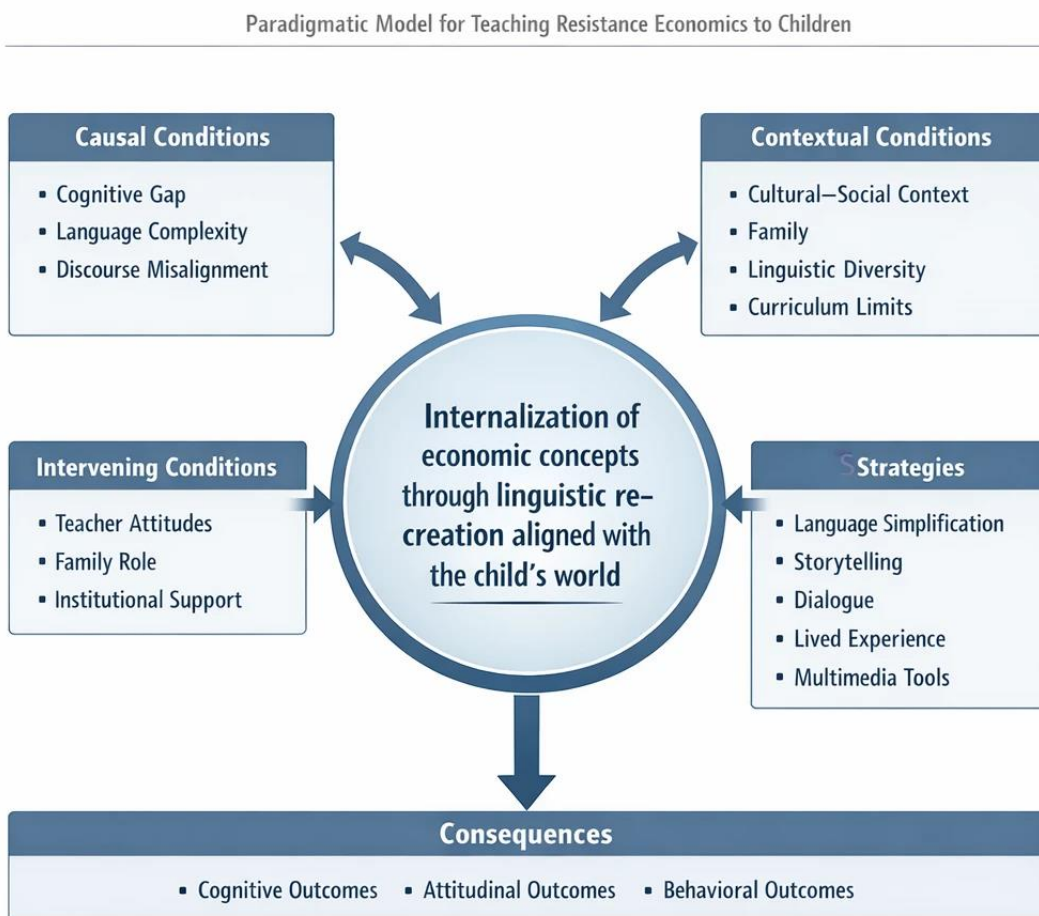 Paradigmatic Model for Teaching Resistance Economics to Children
Causal Conditions
▪ Cognitive Gap
▪ Language Complexity
▪ Discourse Misalignment
Contextual Conditions
▪ Cultural–Social Context
▪ Family
▪ Linguistic Diversity
▪ Curriculum Limits
Internalization of
economic concepts
through linguistic re-
creation aligned with
the child's world
Intervening Conditions
▪ Teacher Attitudes
▪ Family Role
▪ Institutional Support
SStrategies
▪ Language Simplification
▪ Storytelling
▪ Dialogue
▪ Lived Experience
▪ Multimedia Tools
Consequences
▪ Cognitive Outcomes ▪ Attitudinal Outcomes ▪ Behavioral Outcomes